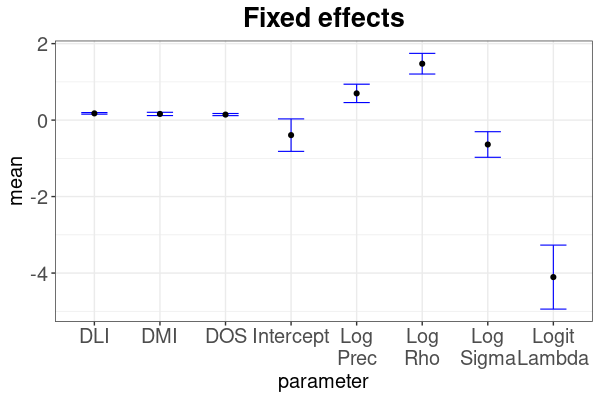 Fixed effects
2
0
-2
-4
mean
DLI
DMI
DOS
Intercept
Log
Prec
Log
Rho
Log
Sigma
Logit
Lambda
parameter